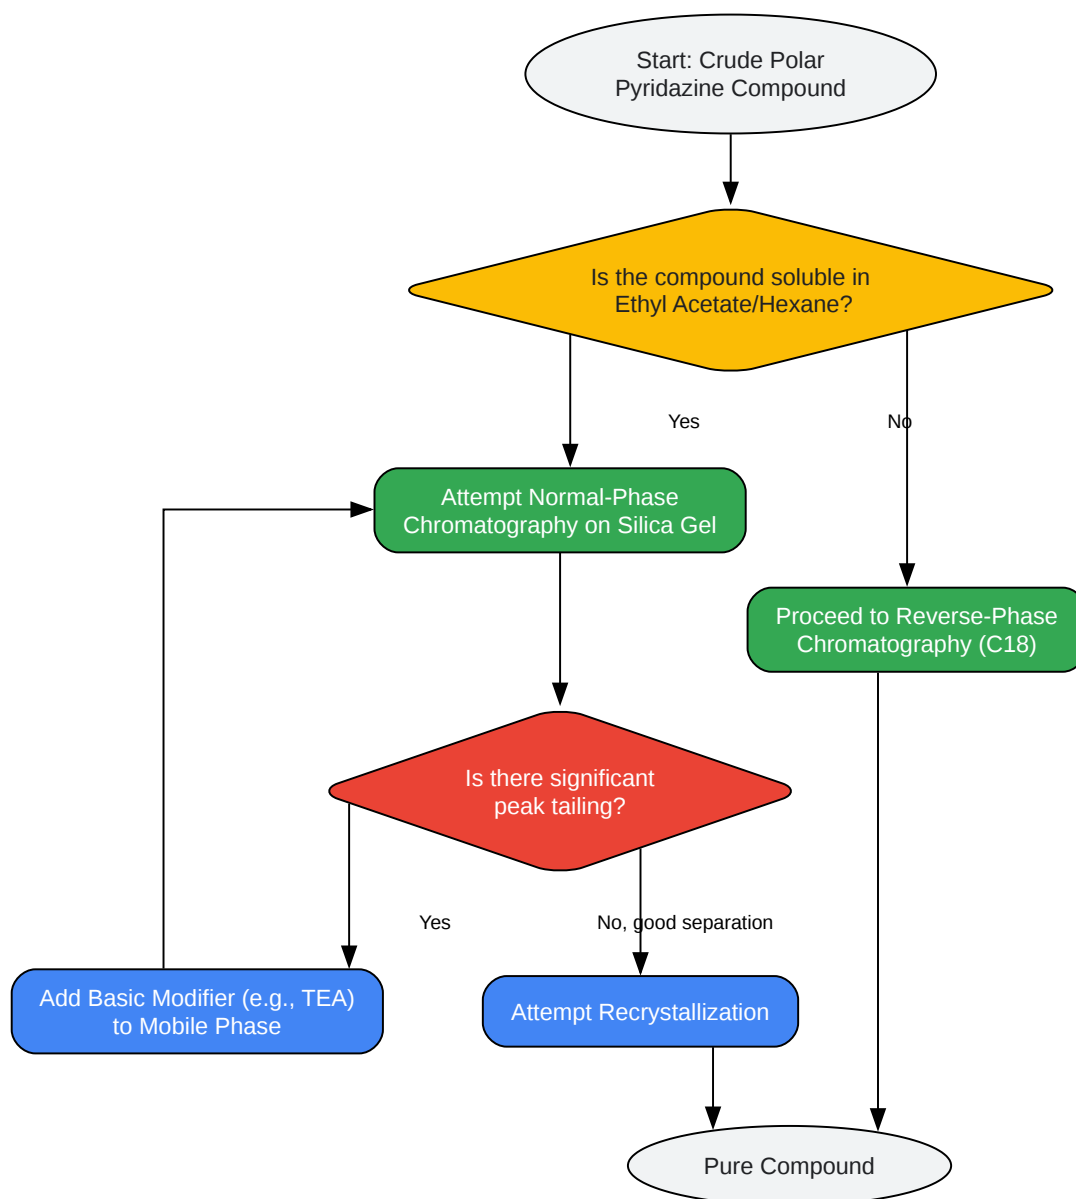 Start: Crude Polar
Pyridazine Compound
Is the compound soluble in
Ethyl Acetate/Hexane?
Yes
No
Attempt Normal-Phase
Chromatography on Silica Gel
Proceed to Reverse-Phase
Chromatography (C18)
Is there significant
peak tailing?
Yes
No, good separation
Add Basic Modifier (e.g., TEA)
to Mobile Phase
Attempt Recrystallization
Pure Compound